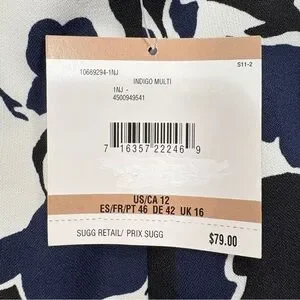 S11-2
10669294-1NJ
INDIGO MULTI
1NJ -
4500949541
7 16357 22246 9
US/CA 12
ES/FR/PT 46 DE 42 UK 16
SUGG RETAIL/ PRIX SUGG $79.00